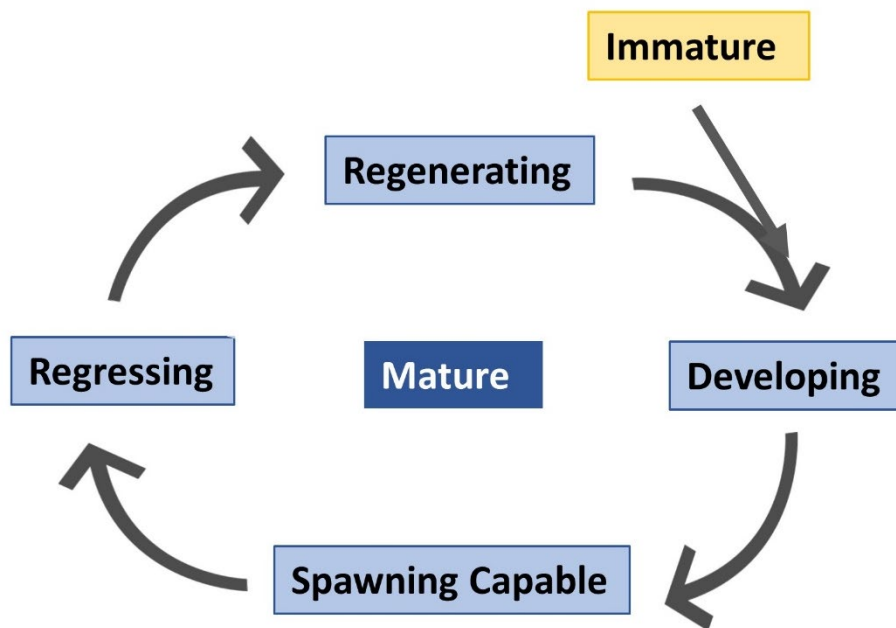 Immature
Regenerating
Regressing
Mature
Developing
Spawning Capable